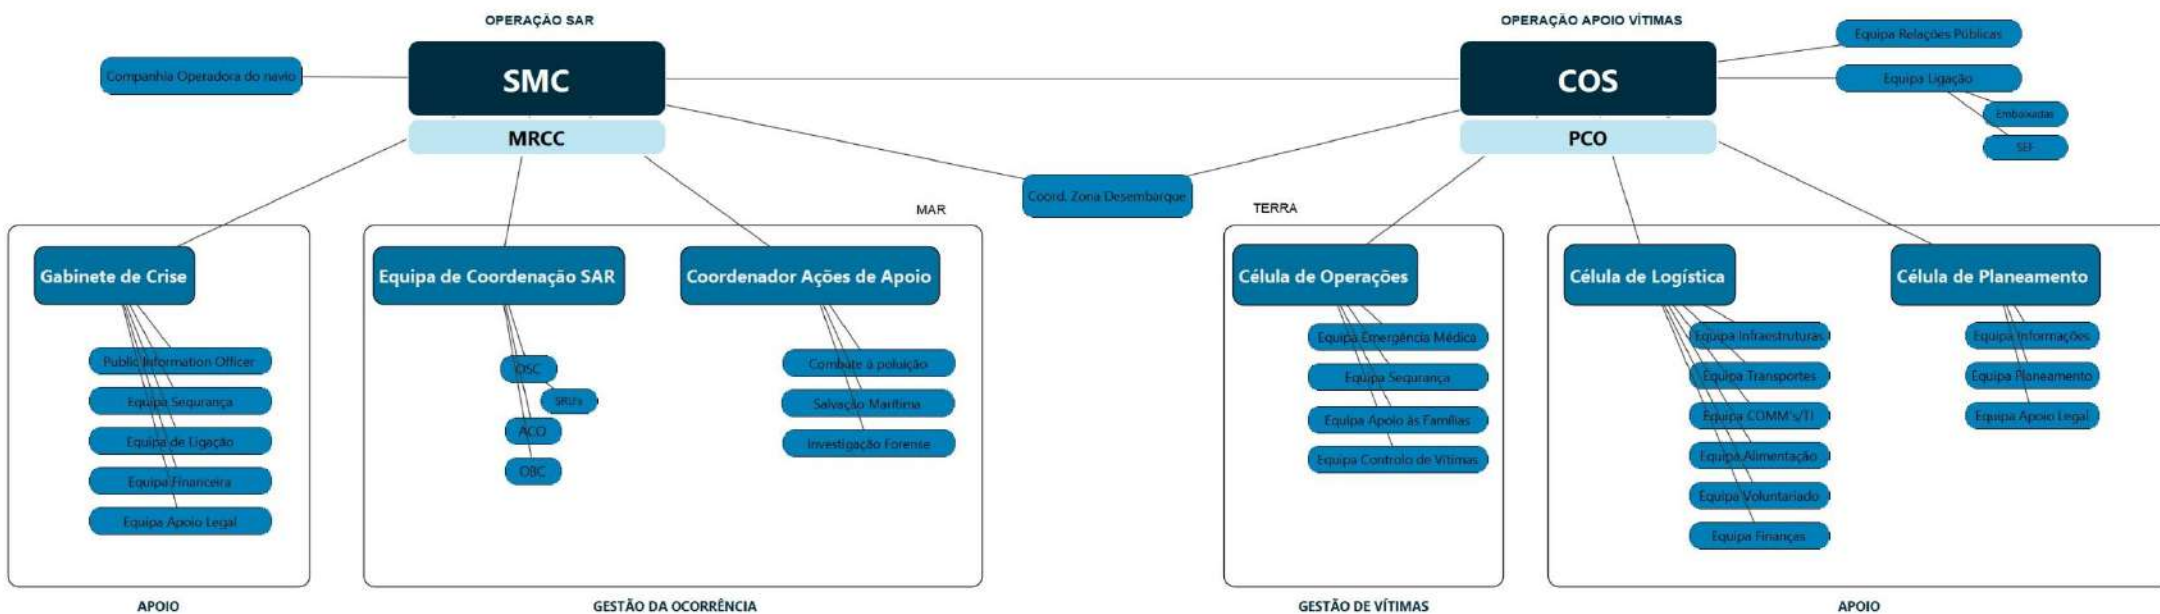 OPERAÇÃO SAR
OPERAÇÃO APOIO VÍTIMAS
Companhia Operadora do navio
SMC
MRCC
COS
PCO
Equipa Relações Públicas
Equipa Ligação
Embaixadas
SEF
Coord. Zona Desembarque
MAR
TERRA
Gabinete de Crise
Public Information Officer
Equipa Segurança
Equipa de Ligação
Equipa Financeira
Equipa Apoio Legal
APOIO
Equipa de Coordenação SAR
OSC
SRU's
ACO
OBC
Coordenador Ações de Apoio
Combate à poluição
Salvação Marítima
Investigação Forense
GESTÃO DA OCORRÊNCIA
Célula de Operações
Equipa Emergência Médica
Equipa Segurança
Equipa Apoio às Famílias
Equipa Controlo de Vítimas
GESTÃO DE VÍTIMAS
Célula de Logística
Equipa Infraestruturas
Equipa Transportes
Equipa COMM's/TI
Equipa Alimentação
Equipa Voluntariado
Equipa Finanças
Célula de Planeamento
Equipa Informações
Equipa Planeamento
Equipa Apoio Legal
APOIO